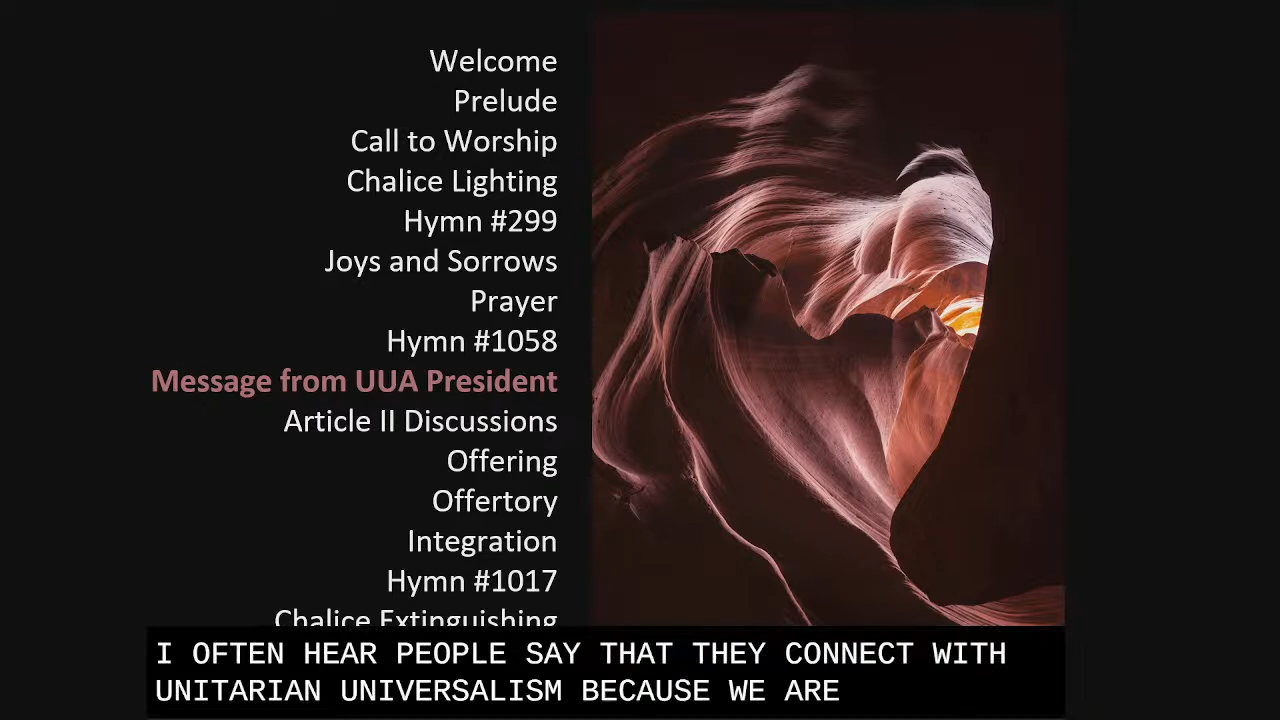 Welcome
Prelude
Call to Worship
Chalice Lighting
Hymn #299
Joys and Sorrows
Prayer
Hymn #1058
Message from UUA President
Article II Discussions
Offering
Offertory
Integration
Hymn #1017
Chalice Extinguishing
I OFTEN HEAR PEOPLE SAY THAT THEY CONNECT WITH
UNITARIAN UNIVERSALISM BECAUSE WE ARE